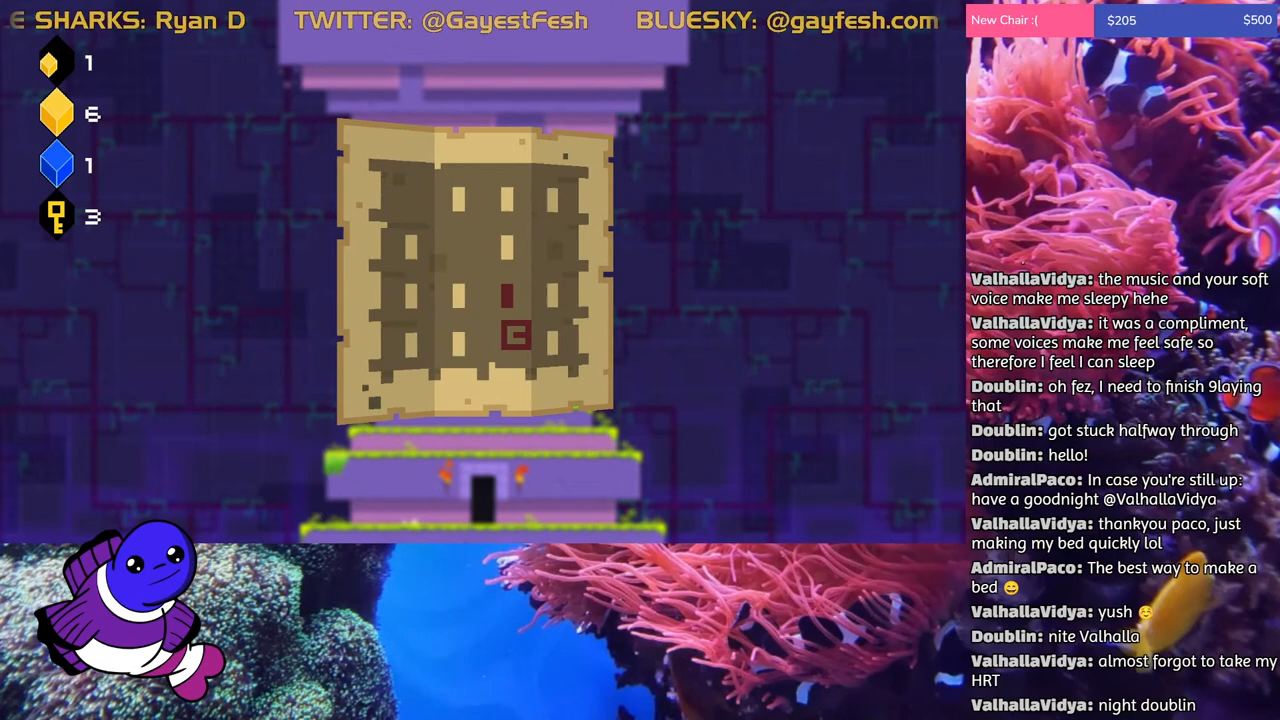 E SHARKS: Ryan D TWITTER: @GayestFesh BLUESKY: @gayfesh.com
New Chair :( $205 $500
1
6
1
3
ValhallaVidya: the music and your soft
voice make me sleepy hehe
ValhallaVidya: it was a compliment,
some voices make me feel safe so
therefore I feel I can sleep
Doublin: oh fez, I need to finish 9laying
that
Doublin: got stuck halfway through
Doublin: hello!
AdmiralPaco: In case you're still up:
have a goodnight @ValhallaVidya
ValhallaVidya: thankyou paco, just
making my bed quickly lol
AdmiralPaco: The best way to make a
bed 😄
ValhallaVidya: yush ☺️
Doublin: nite Valhalla
ValhallaVidya: almost forgot to take my
HRT
ValhallaVidya: night doublin